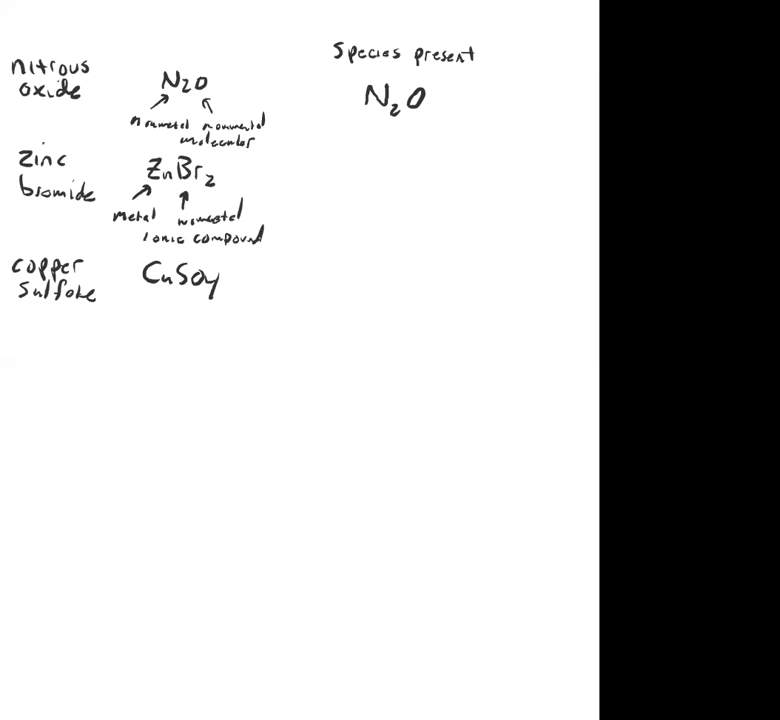 Species present
nitrous
oxide
N2O
N2O
nonmetal nonmetal
molecular
zinc
bromide
ZnBr2
metal nonmetal
ionic compound
copper
sulfate
CuSO4